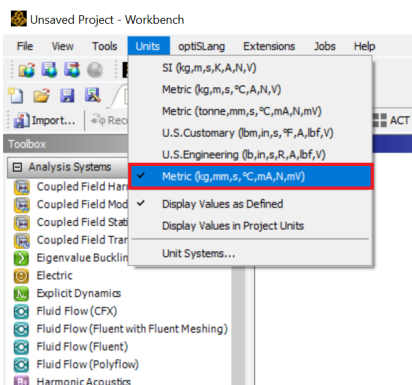 Unsaved Project - Workbench
File View Tools Units optiSLang Extensions Jobs Help
SI (kg,m,s,K,A,N,V)
Metric (kg,m,s,°C,A,N,V)
Metric (tonne,mm,s,°C,mA,N,mV)
U.S.Customary (lbm,in,s,°F,A,lbf,V)
Import... Rec ACT
U.S.Engineering (lb,in,s,R,A,lbf,V)
Toolbox
Analysis Systems
Metric (kg,mm,s,°C,mA,N,mV)
Coupled Field Har
Display Values as Defined
Coupled Field Mod
Display Values in Project Units
Coupled Field Stati
Coupled Field Tran
Unit Systems...
Eigenvalue Bucklin
Electric
Explicit Dynamics
Fluid Flow (CFX)
Fluid Flow (Fluent with Fluent Meshing)
Fluid Flow (Fluent)
Fluid Flow (Polyflow)
Harmonic Acoustics